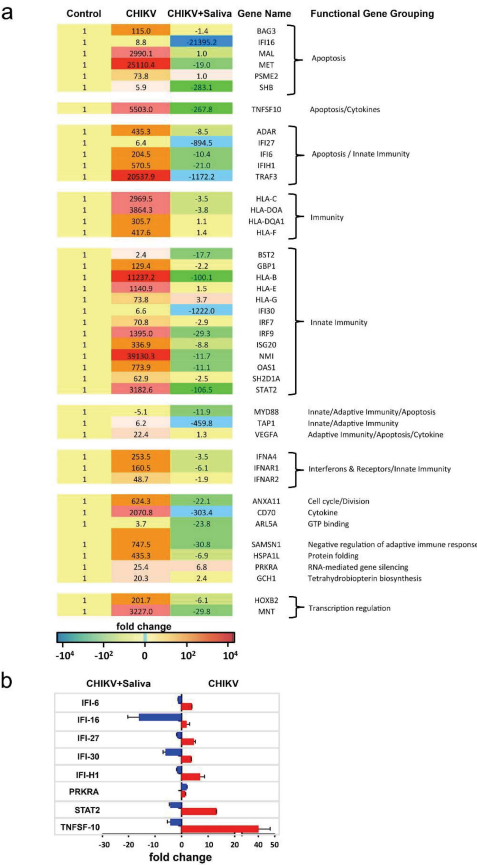 a
Control CHIKV CHIKV+Saliva Gene Name Functional Gene Grouping
1 115.0 -1.4 BAG3
1 8.8 -21395.2 IFI16
1 2990.1 1.0 MAL
Apoptosis
1 25110.4 -19.0 MET
1 73.8 1.0 PSME2
1 5.9 -283.1 SHB
1 5503.0 -267.8 TNFSF10 Apoptosis/Cytokines
1 435.3 -8.5 ADAR
1 6.4 -894.5 IFI27
1 204.5 -10.4 IFI6 Apoptosis / Innate Immunity
1 570.5 -21.0 IFIH1
1 20537.9 -1172.2 TRAF3
1 2969.5 -3.5 HLA-C
1 3864.3 -3.8 HLA-DOA
Immunity
1 305.7 1.1 HLA-DQA1
1 417.6 1.4 HLA-F
1 2.4 -17.7 BST2
1 129.4 -2.2 GBP1
1 11237.2 -100.1 HLA-B
1 1140.9 1.5 HLA-E
1 73.8 3.7 HLA-G
1 6.6 -1222.0 IFI30
1 70.8 -2.9 IRF7 Innate Immunity
1 1395.0 -29.3 IRF9
1 336.9 -8.8 ISG20
1 39130.3 -11.7 NMI
1 773.9 -11.1 OAS1
1 62.9 -2.5 SH2D1A
1 3182.6 -106.5 STAT2
1 -5.1 -11.9 MYD88 Innate/Adaptive Immunity/Apoptosis
1 6.2 -459.8 TAP1 Innate/Adaptive Immunity
1 22.4 1.3 VEGFA Adaptive Immunity/Apoptosis/Cytokine
1 253.5 -3.5 IFNA4
1 160.5 -6.1 IFNAR1 Interferons & Receptors/Innate Immunity
1 48.7 -1.9 IFNAR2
1 624.3 -22.1 ANXA11 Cell cycle/Division
1 2070.8 -303.4 CD70 Cytokine
1 3.7 -23.8 ARL5A GTP binding
1 747.5 -30.8 SAMSN1 Negative regulation of adaptive immune response
1 435.3 -6.9 HSPA1L Protein folding
1 25.4 6.8 PRKRA RNA-mediated gene silencing
1 20.3 2.4 GCH1 Tetrahydrobiopterin biosynthesis
1 201.7 -6.1 HOXB2
Transcription regulation
1 3227.0 -29.8 MNT
fold change
-10⁴ -10² 0 10² 10⁴
b
CHIKV+Saliva CHIKV
IFI-6
IFI-16
IFI-27
IFI-30
IFI-H1
PRKRA
STAT2
TNFSF-10
-30 -20 -10 0 10 20 40 50
fold change